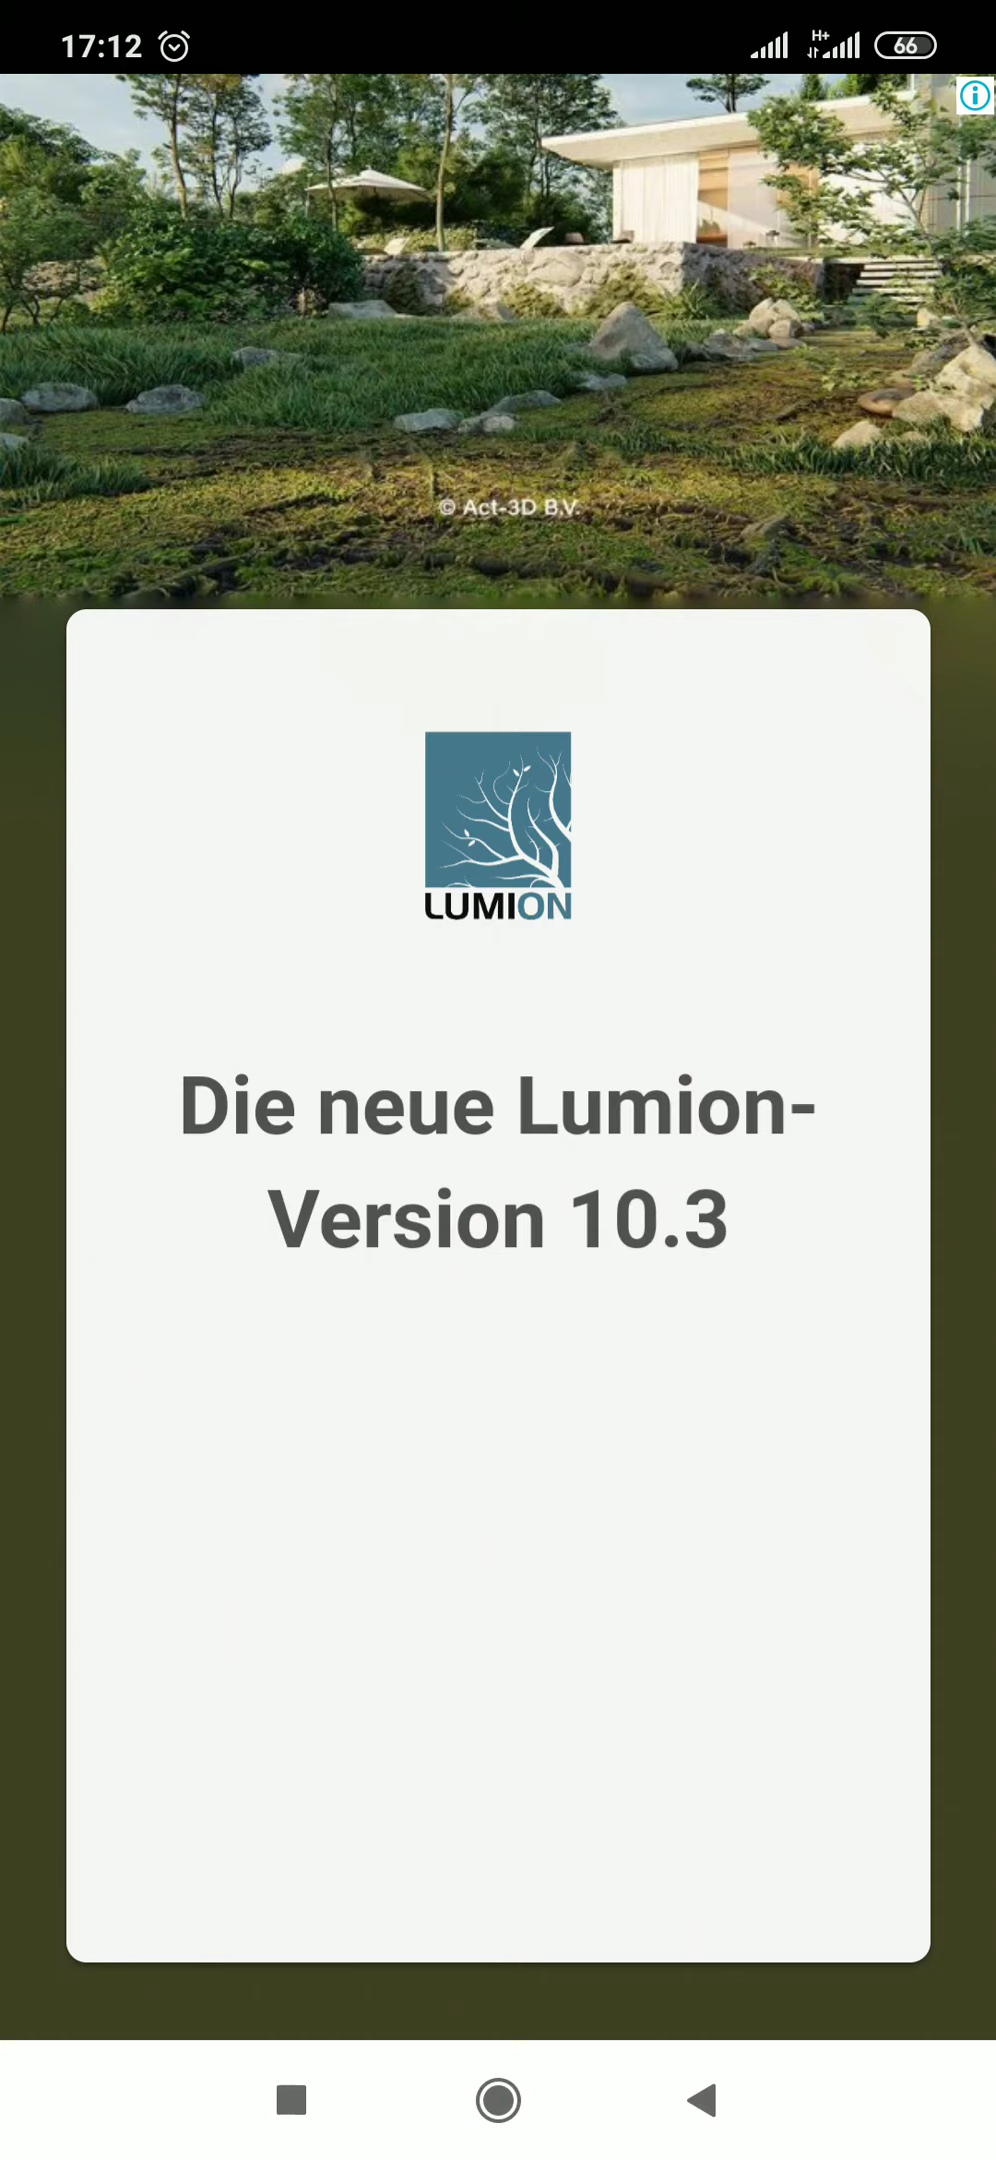 17:12
H+
66
© Act-3D B.V.
LUMION
Die neue Lumion-
Version 10.3